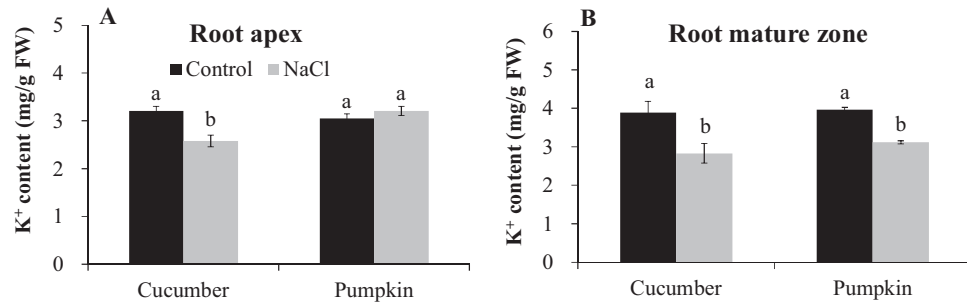 A
Root apex
Control NaCl
K⁺ content (mg/g FW)
5
4
3
2
1
0
a
b
a
a
Cucumber Pumpkin
B
Root mature zone
K⁺ content (mg/g FW)
6
5
4
3
2
1
0
a
b
a
b
Cucumber Pumpkin